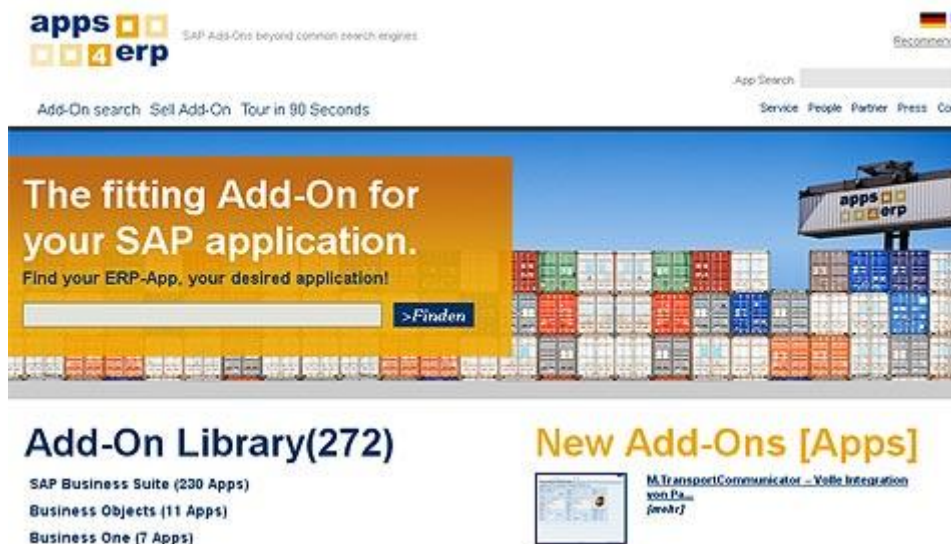 apps
4 erp
SAP Add-Ons beyond common search engines
Recommend
App Search
Add-On search Sell Add-On Tour in 90 Seconds
Service People Partner Press Co
The fitting Add-On for
your SAP application.
Find your ERP-App, your desired application!
>Finden
apps
4 erp
Add-On Library(272)
New Add-Ons [Apps]
SAP Business Suite (230 Apps)
Business Objects (11 Apps)
Business One (7 Apps)
M.TransportCommunicator – Volle Integration
von Pa...
[mehr]